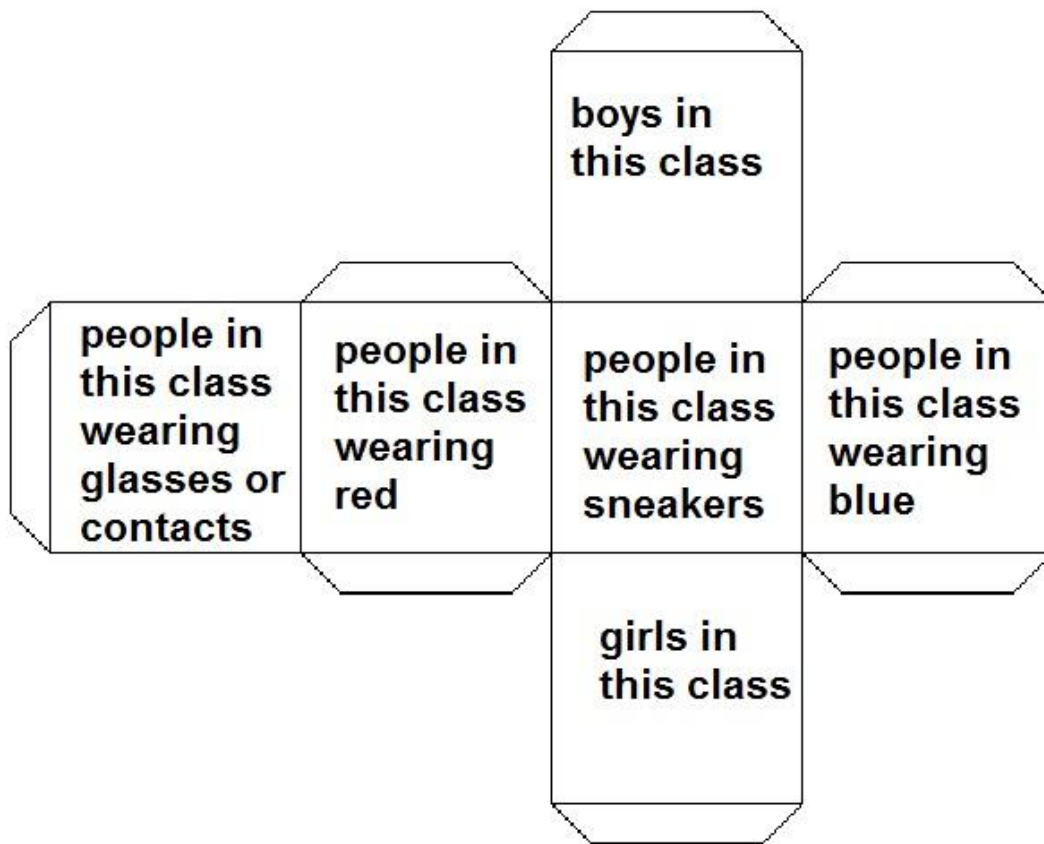 boys in
this class
people in
this class
wearing
glasses or
contacts
people in
this class
wearing
red
people in
this class
wearing
sneakers
people in
this class
wearing
blue
girls in
this class